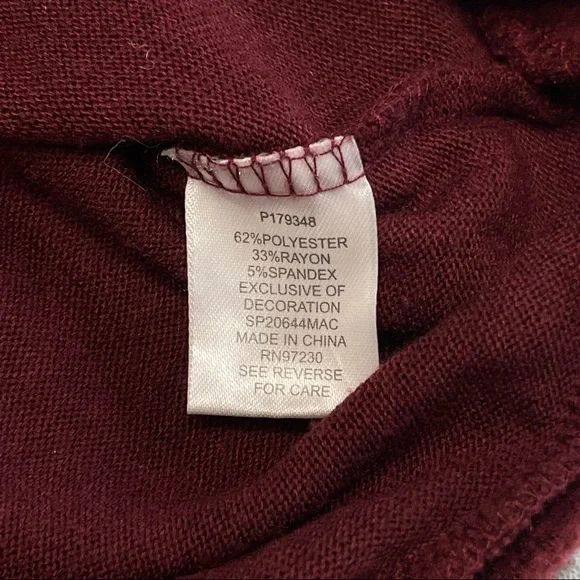 P179348
62%POLYESTER
33%RAYON
5%SPANDEX
EXCLUSIVE OF
DECORATION
SP20644MAC
MADE IN CHINA
RN97230
SEE REVERSE
FOR CARE